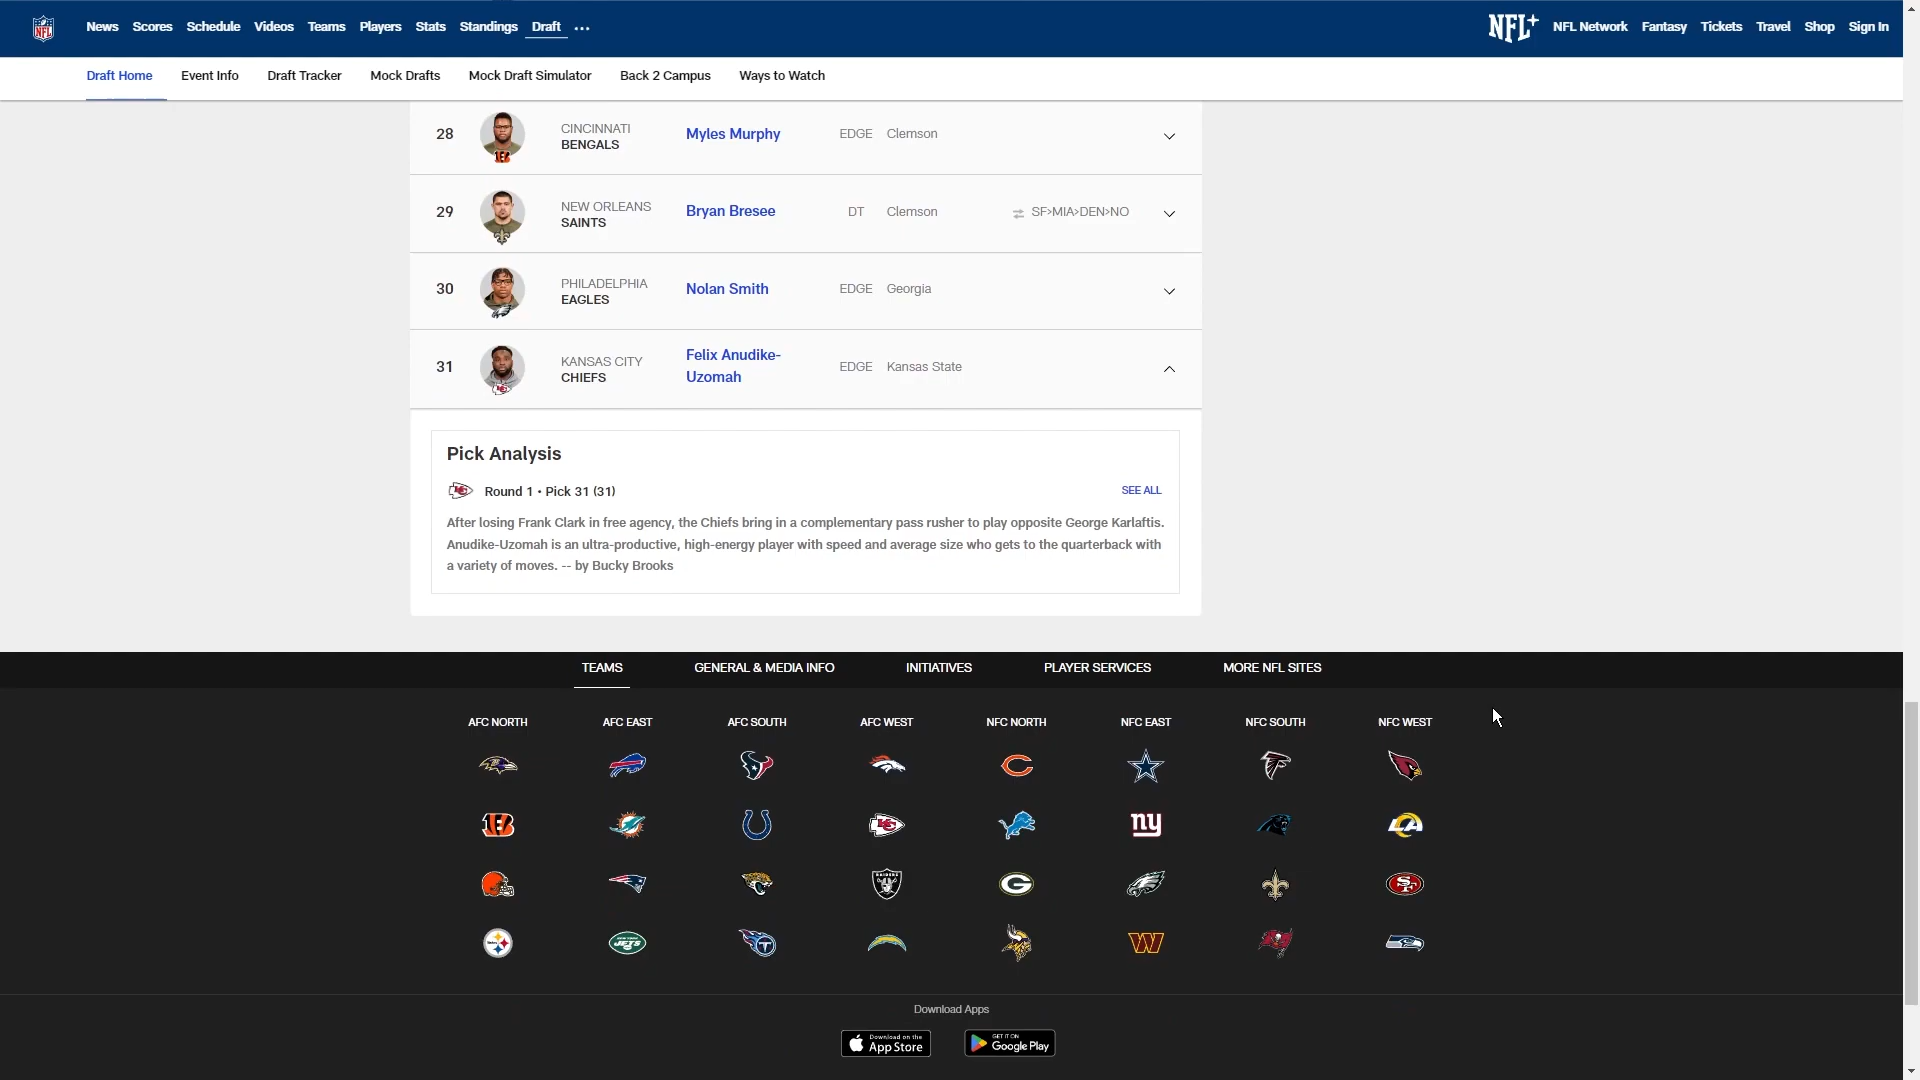 News Scores Schedule Videos Teams Players Stats Standings Draft ... NFL+ NFL Network Fantasy Tickets Travel Shop Sign In
Draft Home Event Info Draft Tracker Mock Drafts Mock Draft Simulator Back 2 Campus Ways to Watch
28 CINCINNATI BENGALS Myles Murphy EDGE Clemson
29 NEW ORLEANS SAINTS Bryan Bresee DT Clemson SF>MIA>DEN>NO
30 PHILADELPHIA EAGLES Nolan Smith EDGE Georgia
31 KANSAS CITY CHIEFS Felix Anudike-Uzomah EDGE Kansas State
Pick Analysis
Round 1 • Pick 31 (31) SEE ALL
After losing Frank Clark in free agency, the Chiefs bring in a complementary pass rusher to play opposite George Karlaftis.
Anudike-Uzomah is an ultra-productive, high-energy player with speed and average size who gets to the quarterback with
a variety of moves. -- by Bucky Brooks
TEAMS GENERAL & MEDIA INFO INITIATIVES PLAYER SERVICES MORE NFL SITES
AFC NORTH AFC EAST AFC SOUTH AFC WEST NFC NORTH NFC EAST NFC SOUTH NFC WEST
Download Apps
Download on the App Store GET IT ON Google Play